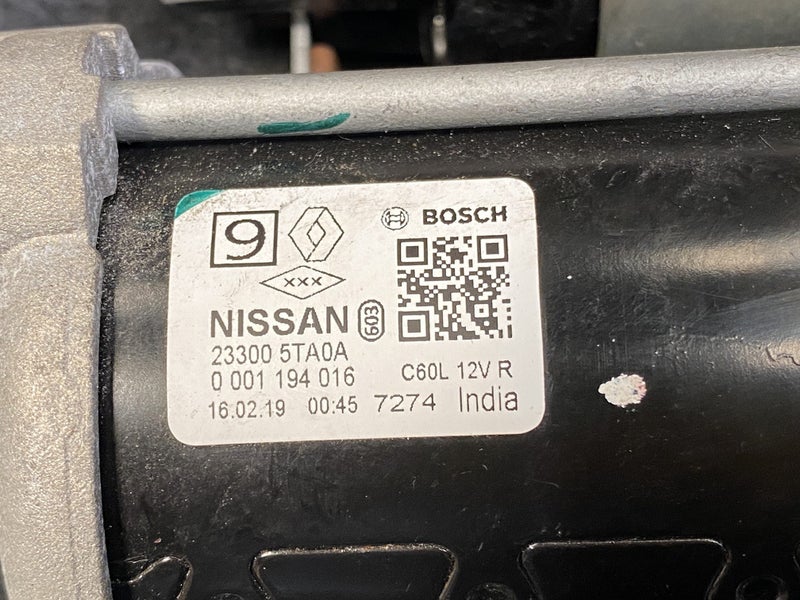 9
BOSCH
xxx
NISSAN 603
23300 5TA0A
0 001 194 016 C60L 12V R
16.02.19 00:45 7274 India